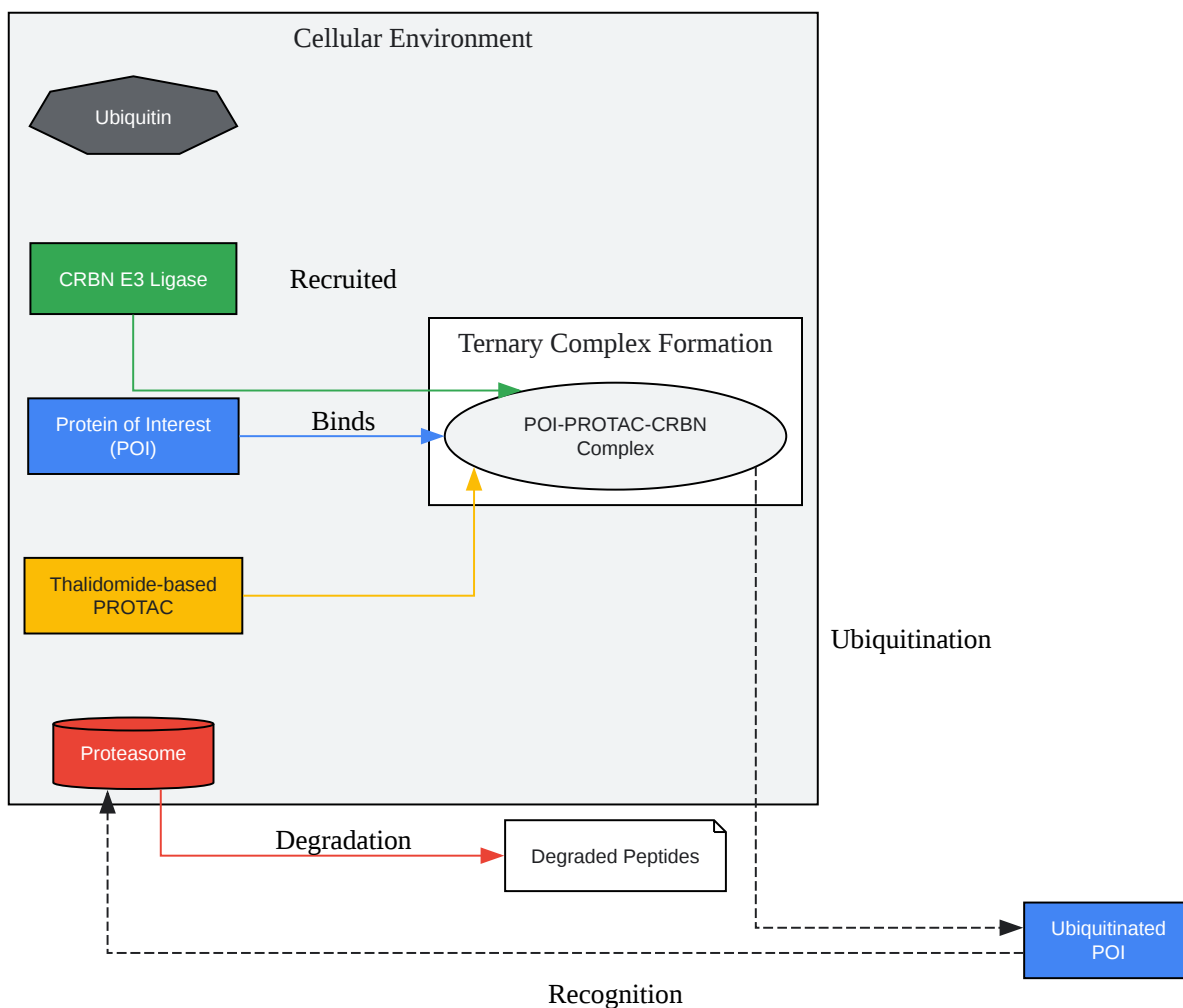 Cellular Environment
Ubiquitin
CRBN E3 Ligase
Recruited
Ternary Complex Formation
Protein of Interest
(POI)
Binds
POI-PROTAC-CRBN
Complex
Thalidomide-based
PROTAC
Ubiquitination
Proteasome
Degradation
Degraded Peptides
Ubiquitinated
POI
Recognition